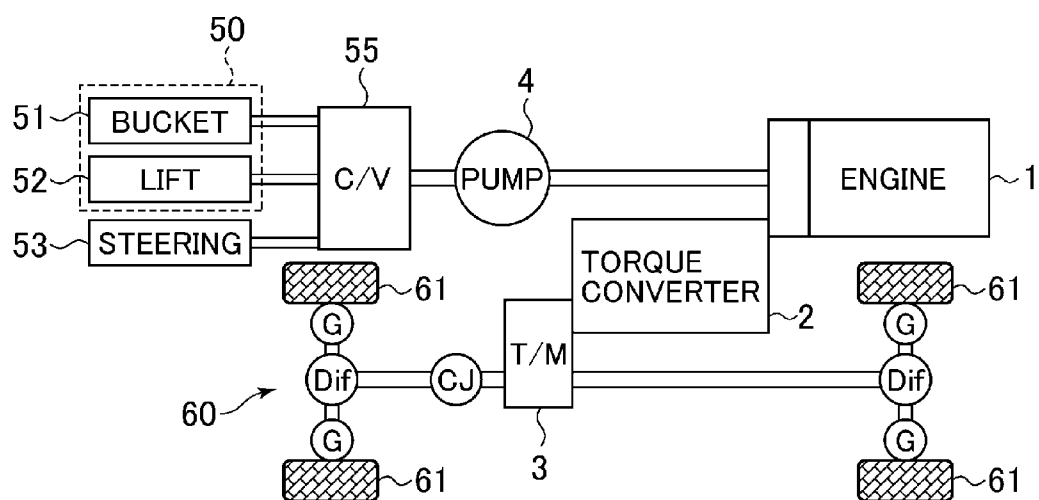 50
55
4
51
BUCKET
52
LIFT
C/V
PUMP
ENGINE
1
53
STEERING
61
TORQUE
CONVERTER
2
61
G
G
T/M
Dif
CJ
Dif
60
3
G
G
61
61